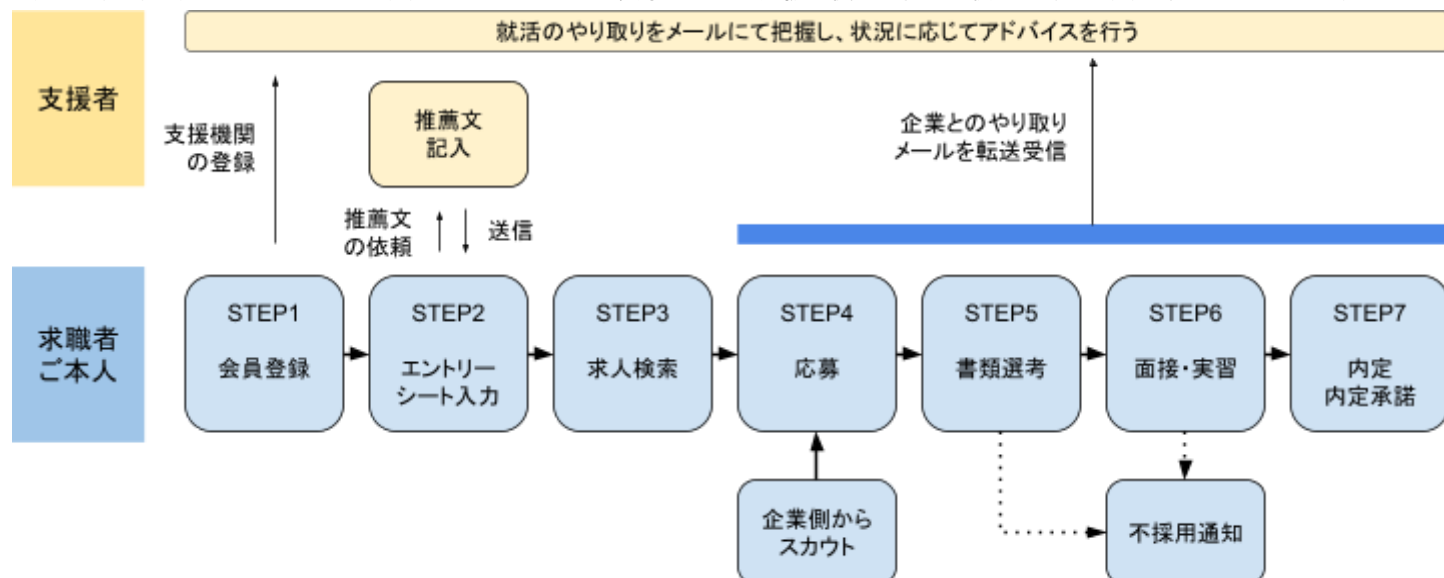 就活のやり取りをメールにて把握し、状況に応じてアドバイスを行う
支援者
支援機関
の登録
推薦文
記入
企業とのやり取り
メールを転送受信
推薦文
の依頼
送信
求職者
ご本人
STEP1
会員登録
STEP2
エントリー
シート入力
STEP3
求人検索
STEP4
応募
STEP5
書類選考
STEP6
面接・実習
STEP7
内定
内定承諾
企業側から
スカウト
不採用通知